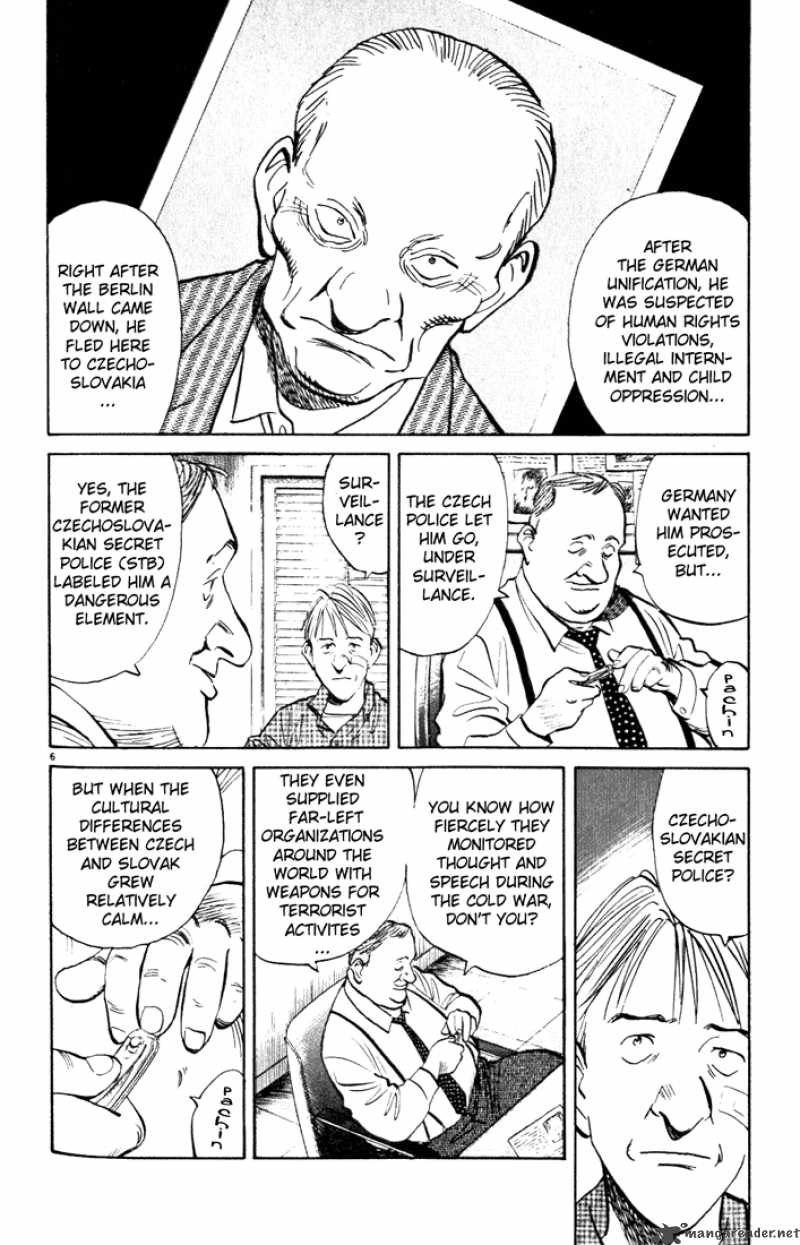 AFTER
THE GERMAN
UNIFICATION, HE
WAS SUSPECTED
OF HUMAN RIGHTS
VIOLATIONS,
ILLEGAL INTERN-
MENT AND CHILD
OPPRESSION...
RIGHT AFTER
THE BERLIN
WALL CAME
DOWN, HE
FLED HERE
TO CZECHO-
SLOVAKIA
...
GERMANY
WANTED
HIM PROS-
ECUTED,
BUT...
THE CZECH
POLICE LET
HIM GO,
UNDER
SURVEIL-
LANCE.
Pachin
SUR-
VEIL-
LANCE
?
YES, THE
FORMER
CZECHOSLOVA-
KIAN SECRET
POLICE (STB)
LABELED HIM A
DANGEROUS
ELEMENT.
6
CZECHO-
SLOVAKIAN
SECRET
POLICE?
YOU KNOW HOW
FIERCELY THEY
MONITORED
THOUGHT AND
SPEECH DURING
THE COLD WAR,
DON'T YOU?
THEY EVEN
SUPPLIED
FAR-LEFT
ORGANIZATIONS
AROUND THE
WORLD WITH
WEAPONS FOR
TERRORIST
ACTIVITES
...
BUT WHEN THE
CULTURAL
DIFFERENCES
BETWEEN CZECH
AND SLOVAK
GREW
RELATIVELY
CALM...
Pachin
mangareader.net